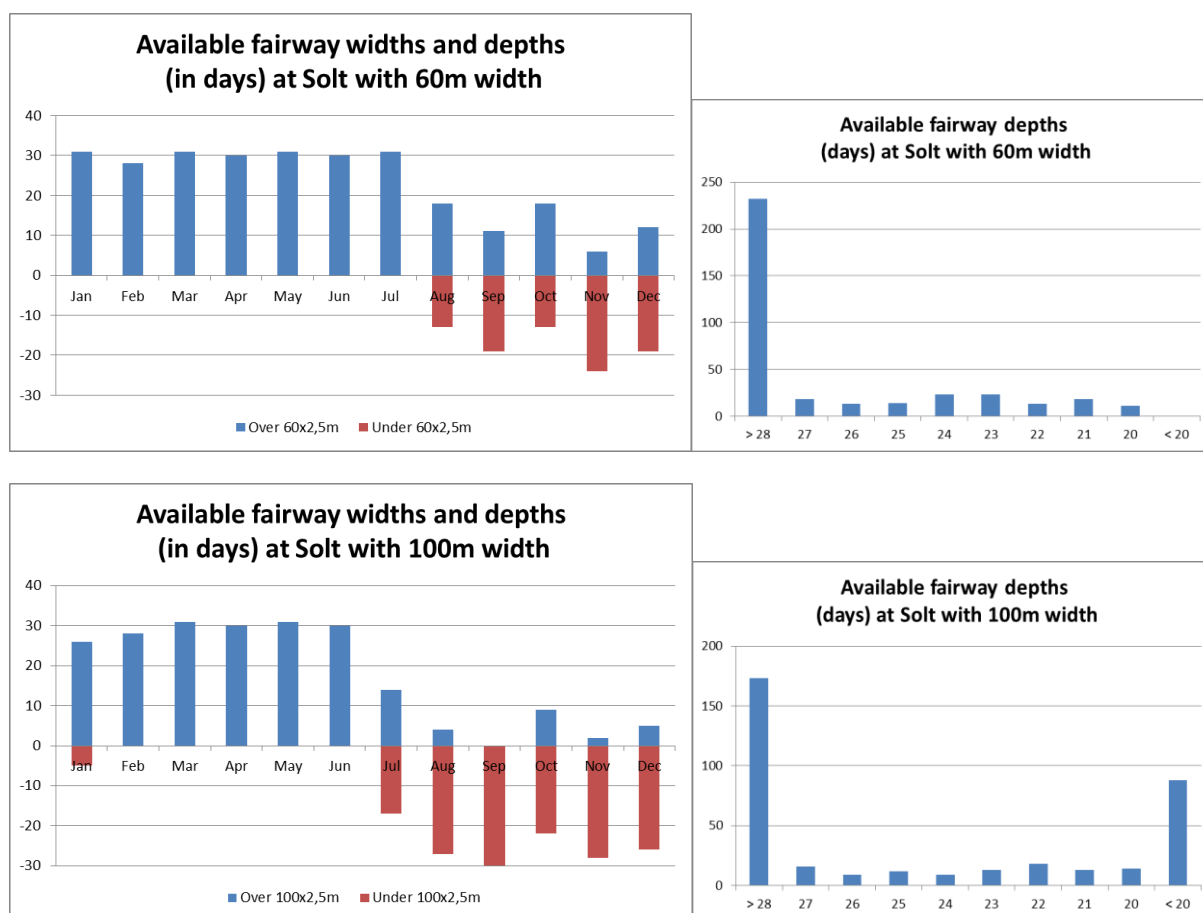 Available fairway widths and depths
(in days) at Solt with 60m width
40
30
20
10
0
-10
-20
-30
Jan Feb Mar Apr May Jun Jul Aug Sep Oct Nov Dec
Over 60x2,5m Under 60x2,5m
Available fairway depths
(days) at Solt with 60m width
250
200
150
100
50
0
> 28 27 26 25 24 23 22 21 20 < 20
Available fairway widths and depths
(in days) at Solt with 100m width
40
30
20
10
0
-10
-20
-30
Jan Feb Mar Apr May Jun Jul Aug Sep Oct Nov Dec
Over 100x2,5m Under 100x2,5m
Available fairway depths
(days) at Solt with 100m width
200
150
100
50
0
> 28 27 26 25 24 23 22 21 20 < 20